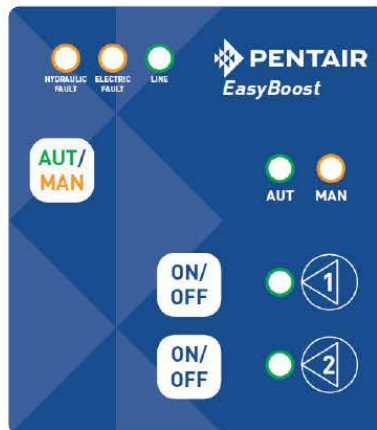 PENTAIR
EasyBoost
HYDRAULIC
FAULT
ELECTRIC
FAULT
LINE
AUT/
MAN
AUT
MAN
ON/
OFF
1
ON/
OFF
2